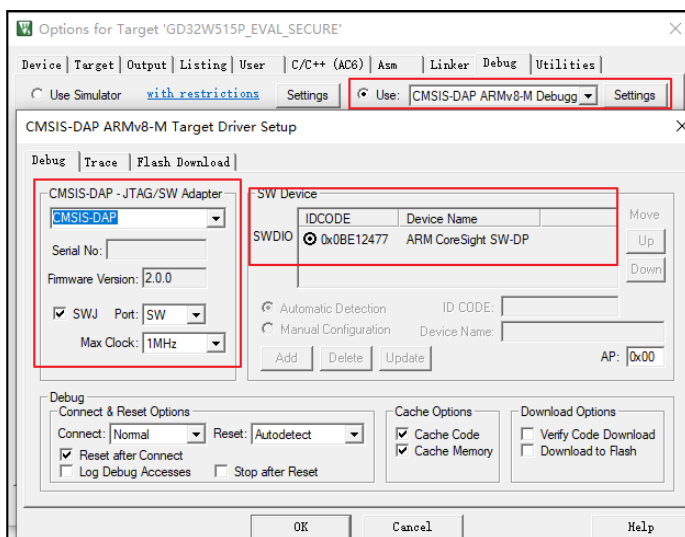 Options for Target 'GD32W515P_EVAL_SECURE'
Device Target Output Listing User C/C++ (AC6) Asm Linker Debug Utilities
Use Simulator with restrictions Settings Use: CMSIS-DAP ARMv8-M Debugg Settings
CMSIS-DAP ARMv8-M Target Driver Setup
Debug Trace Flash Download
CMSIS-DAP - JTAG/SW Adapter
CMSIS-DAP
Serial No:
Firmware Version: 2.0.0
SWJ Port: SW
Max Clock: 1MHz
SW Device
IDCODE Device Name
SWDIO 0x0BE12477 ARM CoreSight SW-DP
Move
Up
Down
Automatic Detection ID CODE:
Manual Configuration Device Name:
Add Delete Update AP: 0x00
Debug
Connect & Reset Options
Connect: Normal Reset: Autodetect
Reset after Connect
Log Debug Accesses Stop after Reset
Cache Options
Cache Code
Cache Memory
Download Options
Verify Code Download
Download to Flash
OK Cancel Help